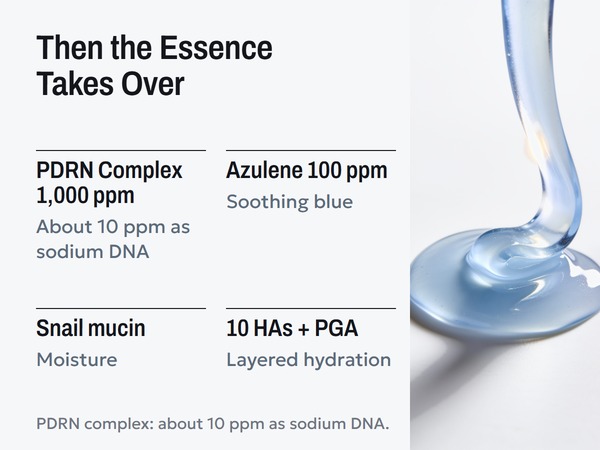 Then the Essence
Takes Over
PDRN Complex
1,000 ppm
About 10 ppm as
sodium DNA
Azulene 100 ppm
Soothing blue
Snail mucin
Moisture
10 HAs + PGA
Layered hydration
PDRN complex: about 10 ppm as sodium DNA.